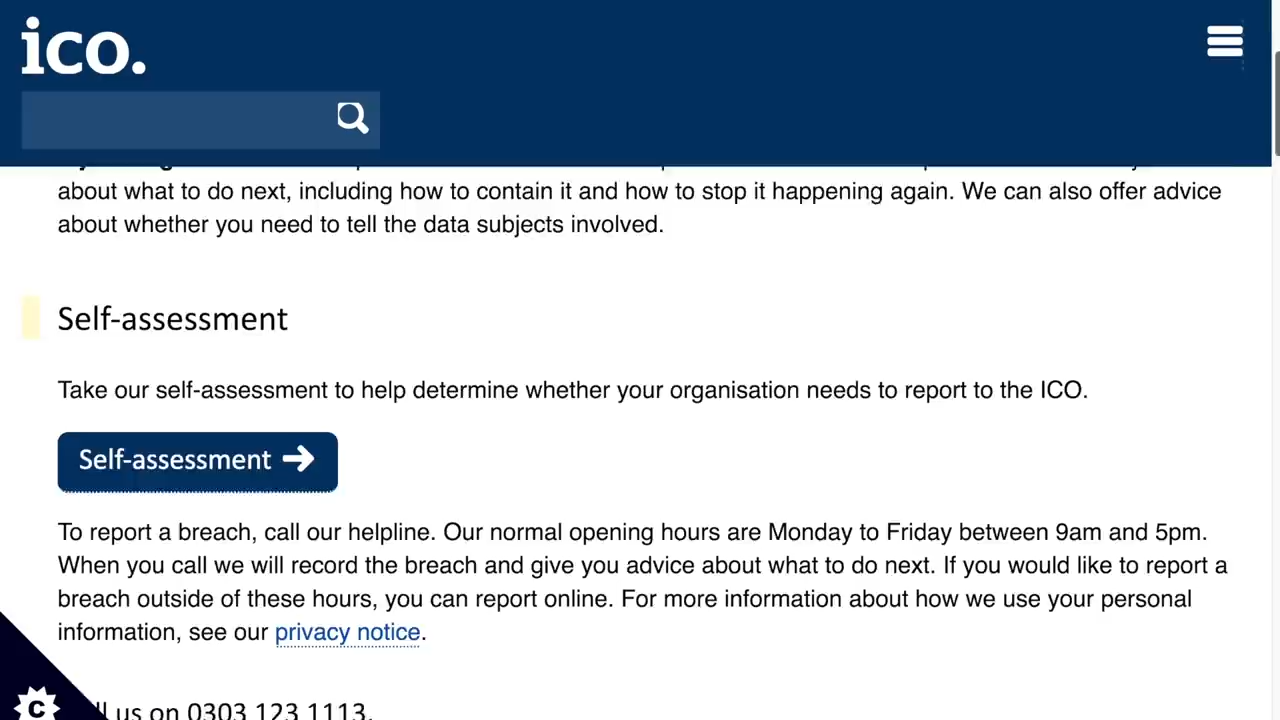 ico.
about what to do next, including how to contain it and how to stop it happening again. We can also offer advice
about whether you need to tell the data subjects involved.
Self-assessment
Take our self-assessment to help determine whether your organisation needs to report to the ICO.
Self-assessment
To report a breach, call our helpline. Our normal opening hours are Monday to Friday between 9am and 5pm.
When you call we will record the breach and give you advice about what to do next. If you would like to report a
breach outside of these hours, you can report online. For more information about how we use your personal
information, see our privacy notice.
us on 0303 123 1113.
C